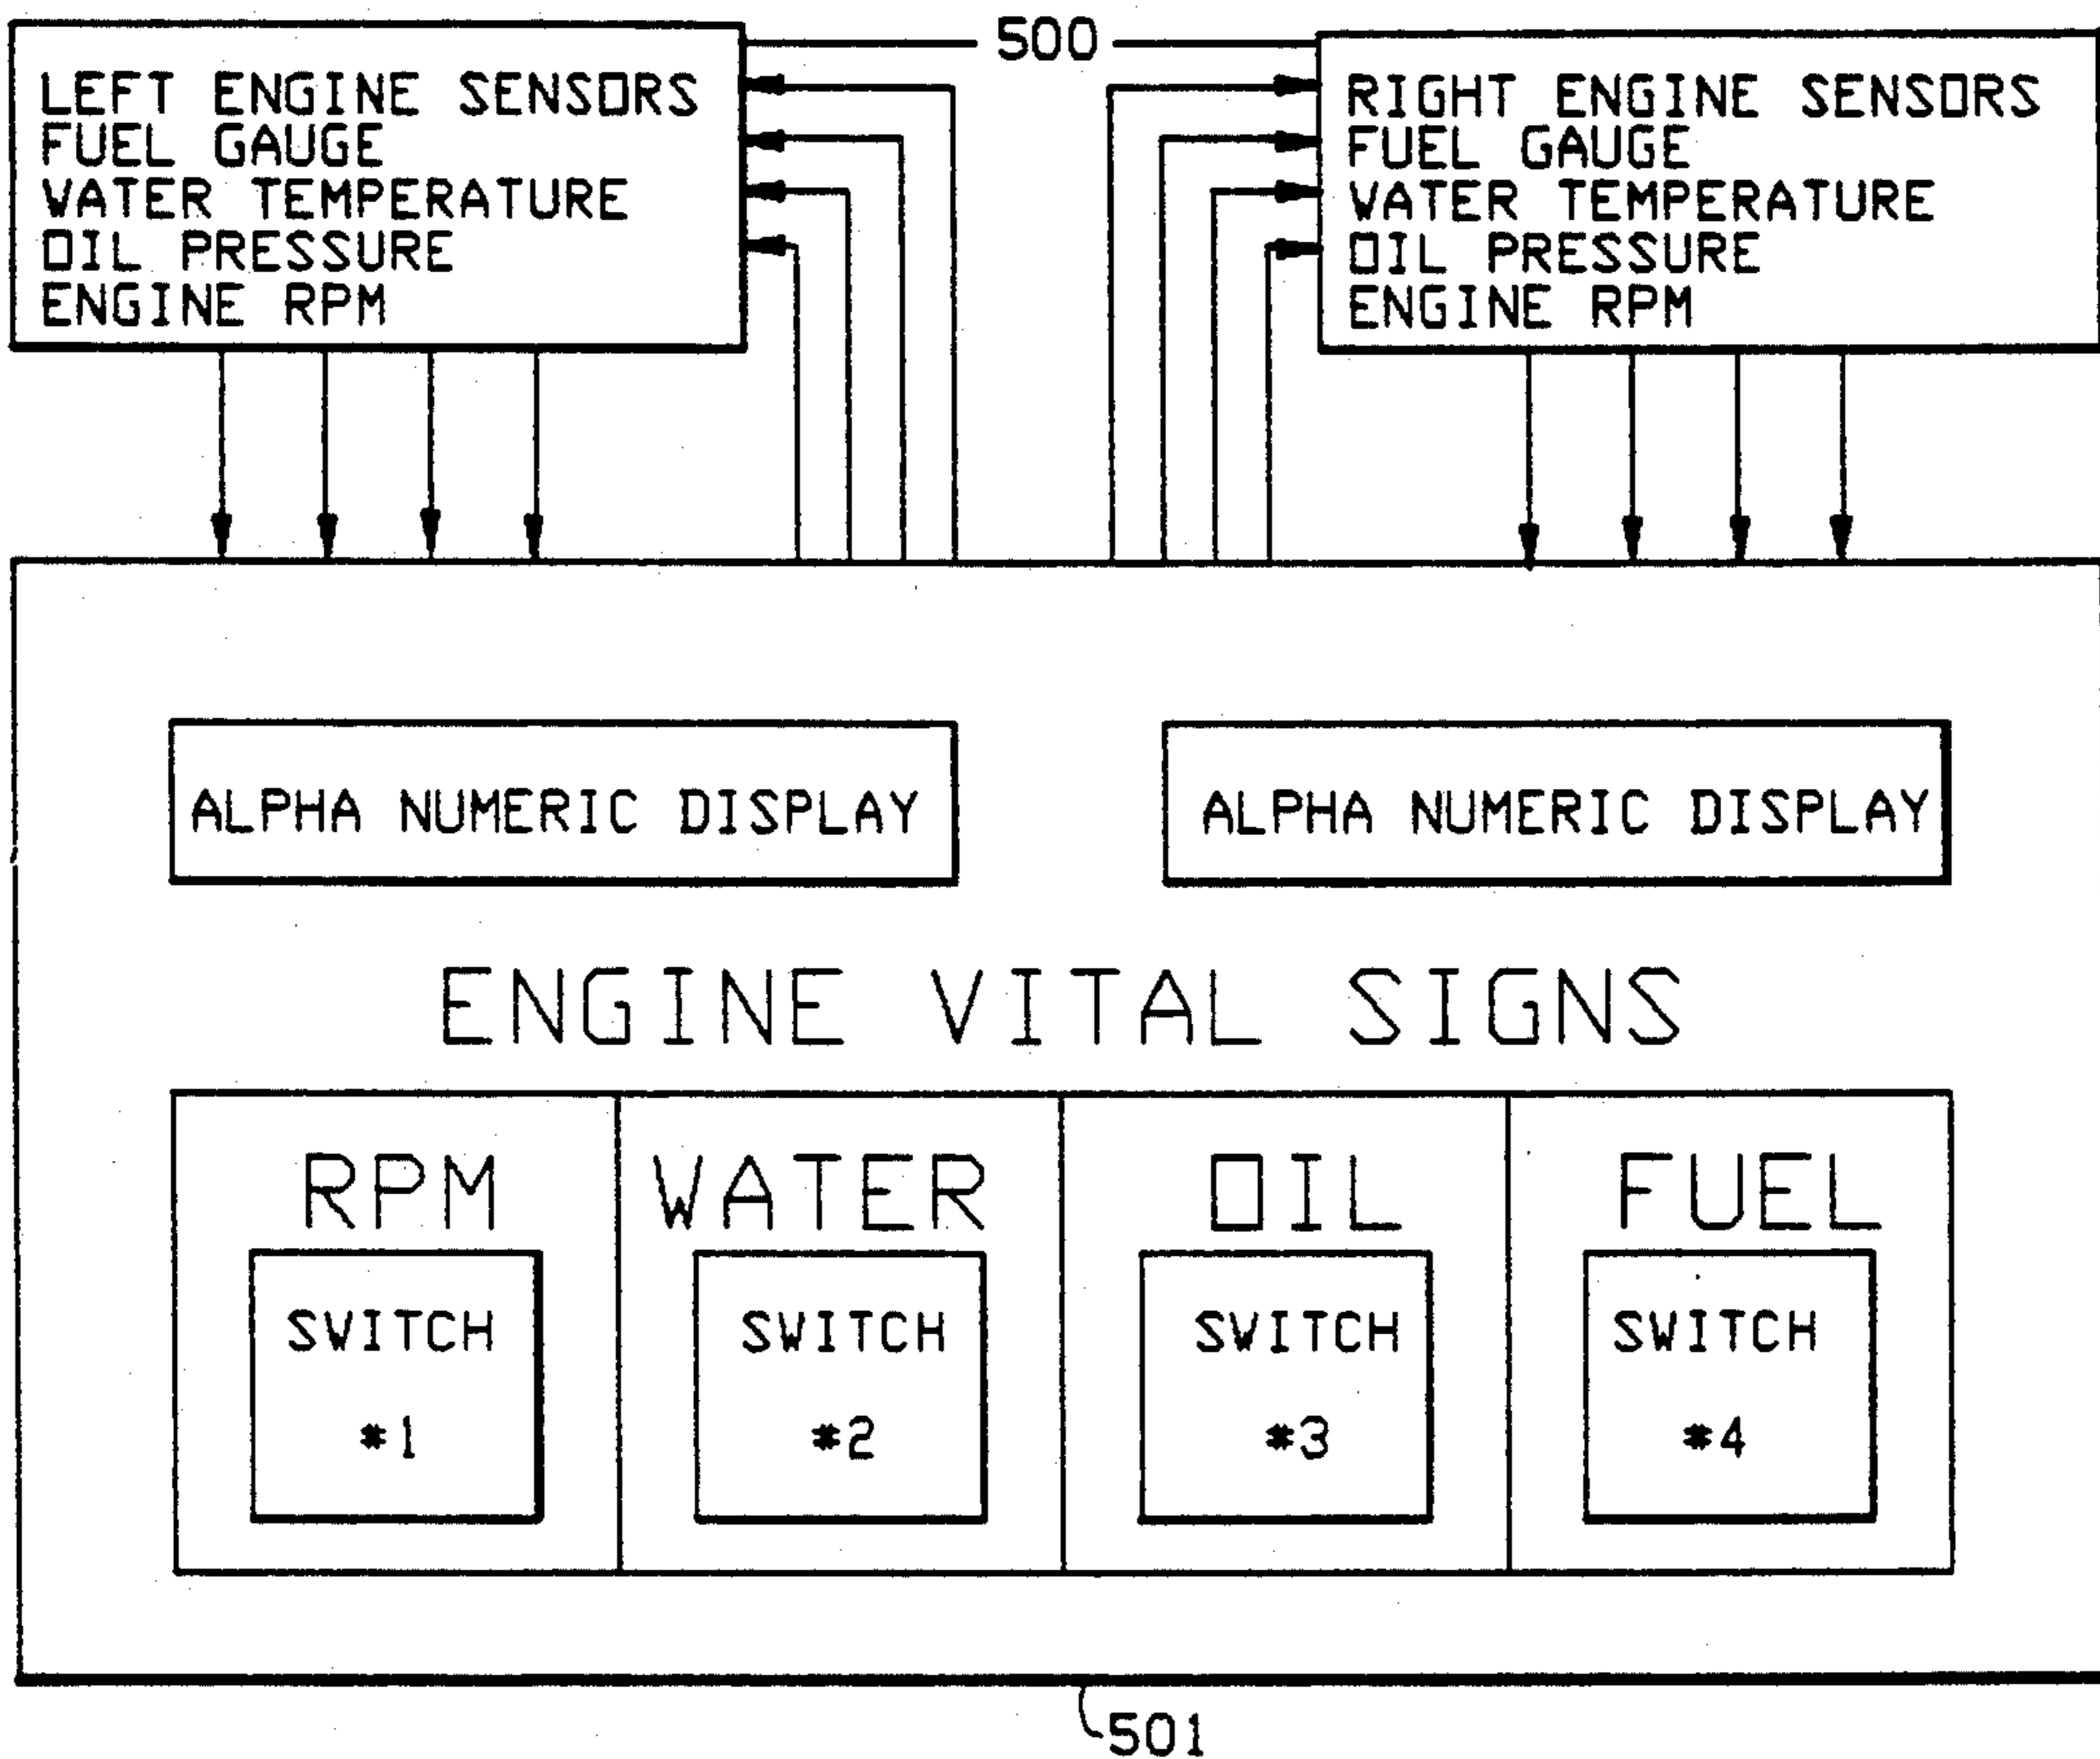 500
LEFT ENGINE SENSORS
FUEL GAUGE
WATER TEMPERATURE
OIL PRESSURE
ENGINE RPM
RIGHT ENGINE SENSORS
FUEL GAUGE
WATER TEMPERATURE
OIL PRESSURE
ENGINE RPM
ALPHA NUMERIC DISPLAY
ALPHA NUMERIC DISPLAY
ENGINE VITAL SIGNS
RPM
SWITCH
#1
WATER
SWITCH
#2
OIL
SWITCH
#3
FUEL
SWITCH
#4
501